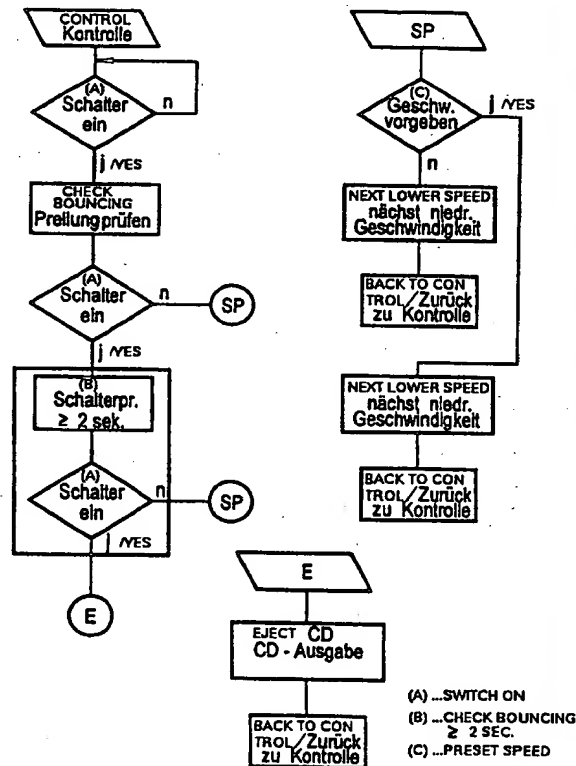 CONTROL
Kontrolle
(A)
Schalter
ein
n
j /YES
CHECK
BOUNCING
Prellung prüfen
(A)
Schalter
ein
n
SP
j /YES
(B)
Schalterpr.
≥ 2 sek.
(A)
Schalter
ein
n
SP
j /YES
E
SP
(C)
Geschw.
vorgeben
j /YES
n
NEXT LOWER SPEED
nächst niedr.
Geschwindigkeit
BACK TO CON
TROL/Zurück
zu Kontrolle
NEXT LOWER SPEED
nächst niedr.
Geschwindigkeit
BACK TO CON
TROL/Zurück
zu Kontrolle
E
EJECT CD
CD - Ausgabe
BACK TO CON
TROL/Zurück
zu Kontrolle
(A) ...SWITCH ON
(B) ...CHECK BOUNCING
≥ 2 SEC.
(C) ...PRESET SPEED